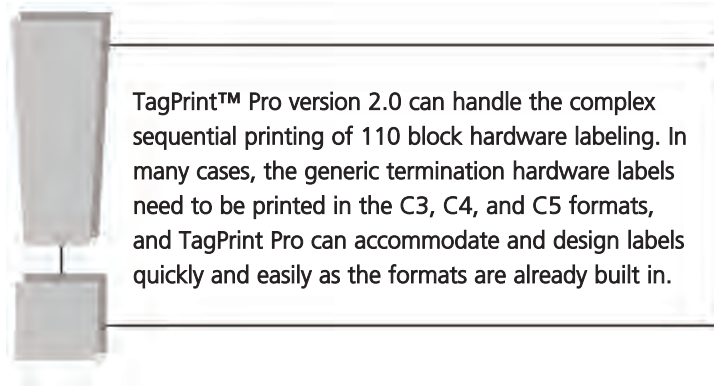 TagPrint™ Pro version 2.0 can handle the complex
sequential printing of 110 block hardware labeling. In
many cases, the generic termination hardware labels
need to be printed in the C3, C4, and C5 formats,
and TagPrint Pro can accommodate and design labels
quickly and easily as the formats are already built in.